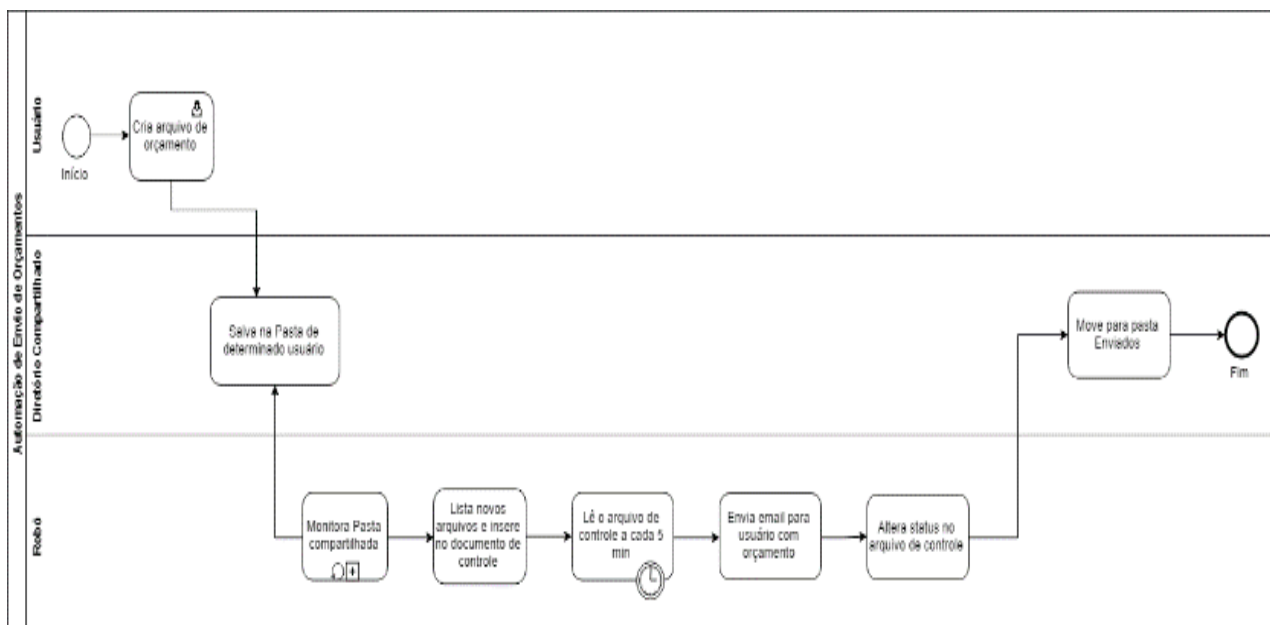 Automação de Envio de Orçamentos
Usuário
Início
Cria arquivo de
orçamento
Diretório Compartilhado
Salva na Pasta de
determinado usuário
Move para pasta
Enviados
Fim
Robô
Monitora Pasta
compartilhada
Lista novos
arquivos e insere
no documento de
controle
Lê o arquivo de
controle a cada 5
min
Envia email para
usuário com
orçamento
Altera status no
arquivo de controle